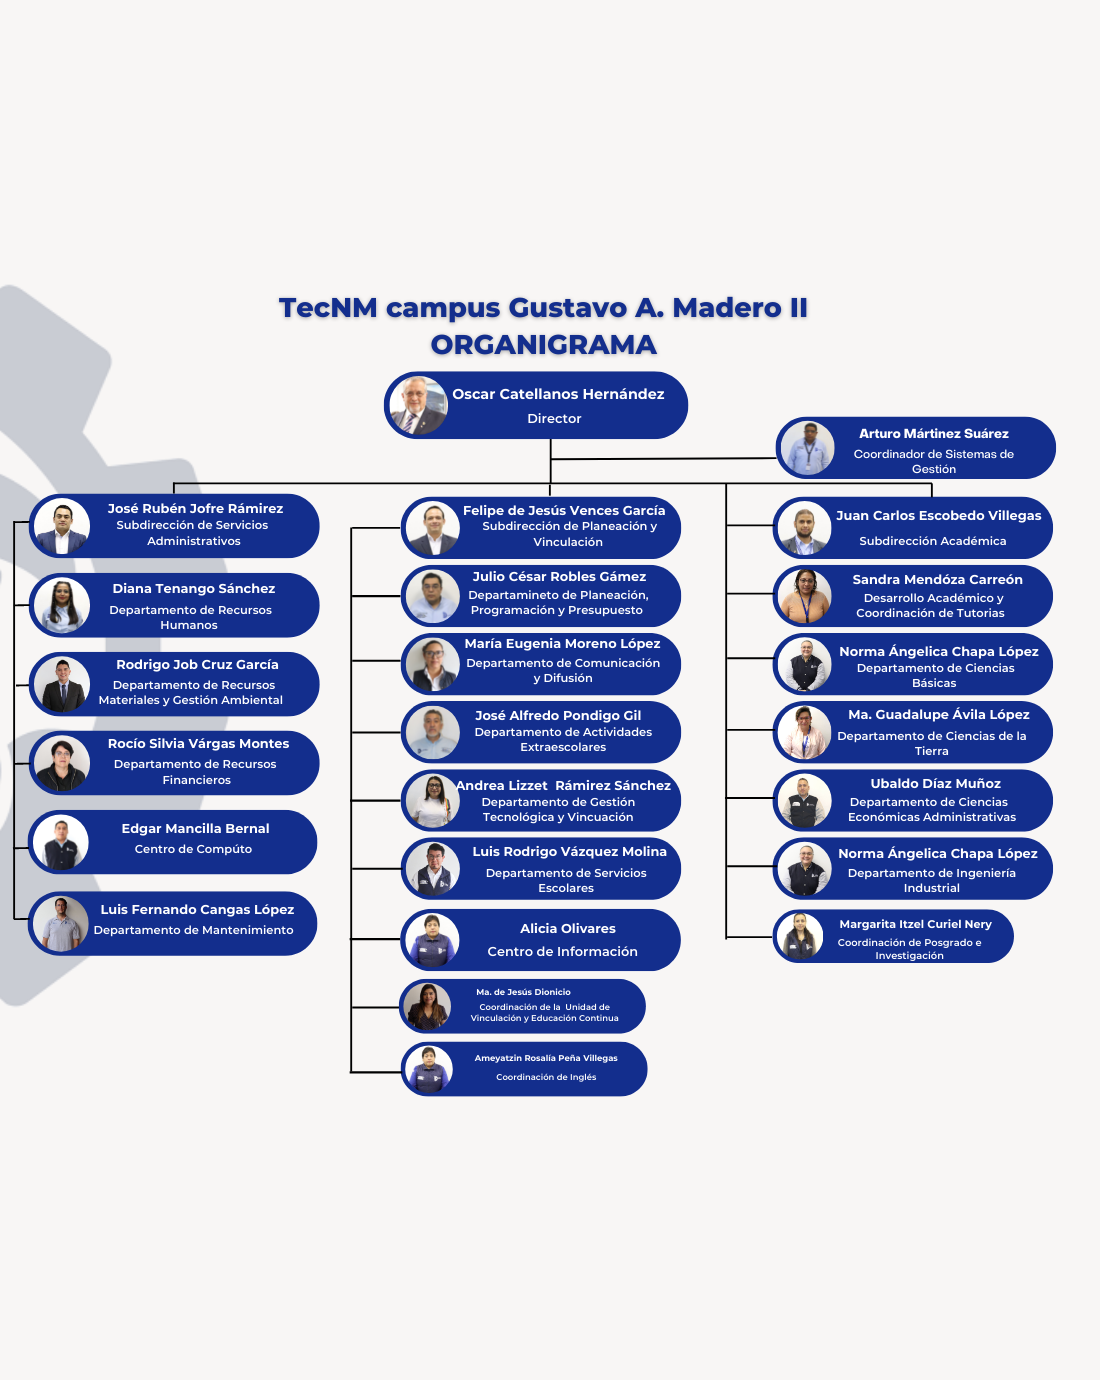 TecNM campus Gustavo A. Madero II
ORGANIGRAMA
Oscar Catellanos Hernández
Director
Arturo Mártinez Suárez
Coordinador de Sistemas de
Gestión
José Rubén Jofre Rámirez
Subdirección de Servicios
Administrativos
Diana Tenango Sánchez
Departamento de Recursos
Humanos
Rodrigo Job Cruz García
Departamento de Recursos
Materiales y Gestión Ambiental
Rocío Silvia Várgas Montes
Departamento de Recursos
Financieros
Edgar Mancilla Bernal
Centro de Compúto
Luis Fernando Cangas López
Departamento de Mantenimiento
Felipe de Jesús Vences García
Subdirección de Planeación y
Vinculación
Julio César Robles Gámez
Departamineto de Planeación,
Programación y Presupuesto
María Eugenia Moreno López
Departamento de Comunicación
y Difusión
José Alfredo Pondigo Gil
Departamento de Actividades
Extraescolares
Andrea Lizzet  Rámirez Sánchez
Departamento de Gestión
Tecnológica y Vincuación
Luis Rodrigo Vázquez Molina
Departamento de Servicios
Escolares
Alicia Olivares
Centro de Información
Ma. de Jesús Dionicio
Coordinación de la  Unidad de
Vinculación y Educación Continua
Ameyatzin Rosalía Peña Villegas
Coordinación de Inglés
Juan Carlos Escobedo Villegas
Subdirección Académica
Sandra Mendóza Carreón
Desarrollo Académico y
Coordinación de Tutorias
Norma Ángelica Chapa López
Departamento de Ciencias
Básicas
Ma. Guadalupe Ávila López
Departamento de Ciencias de la
Tierra
Ubaldo Díaz Muñoz
Departamento de Ciencias
Económicas Administrativas
Norma Ángelica Chapa López
Departamento de Ingeniería
Industrial
Margarita Itzel Curiel Nery
Coordinación de Posgrado e
Investigación